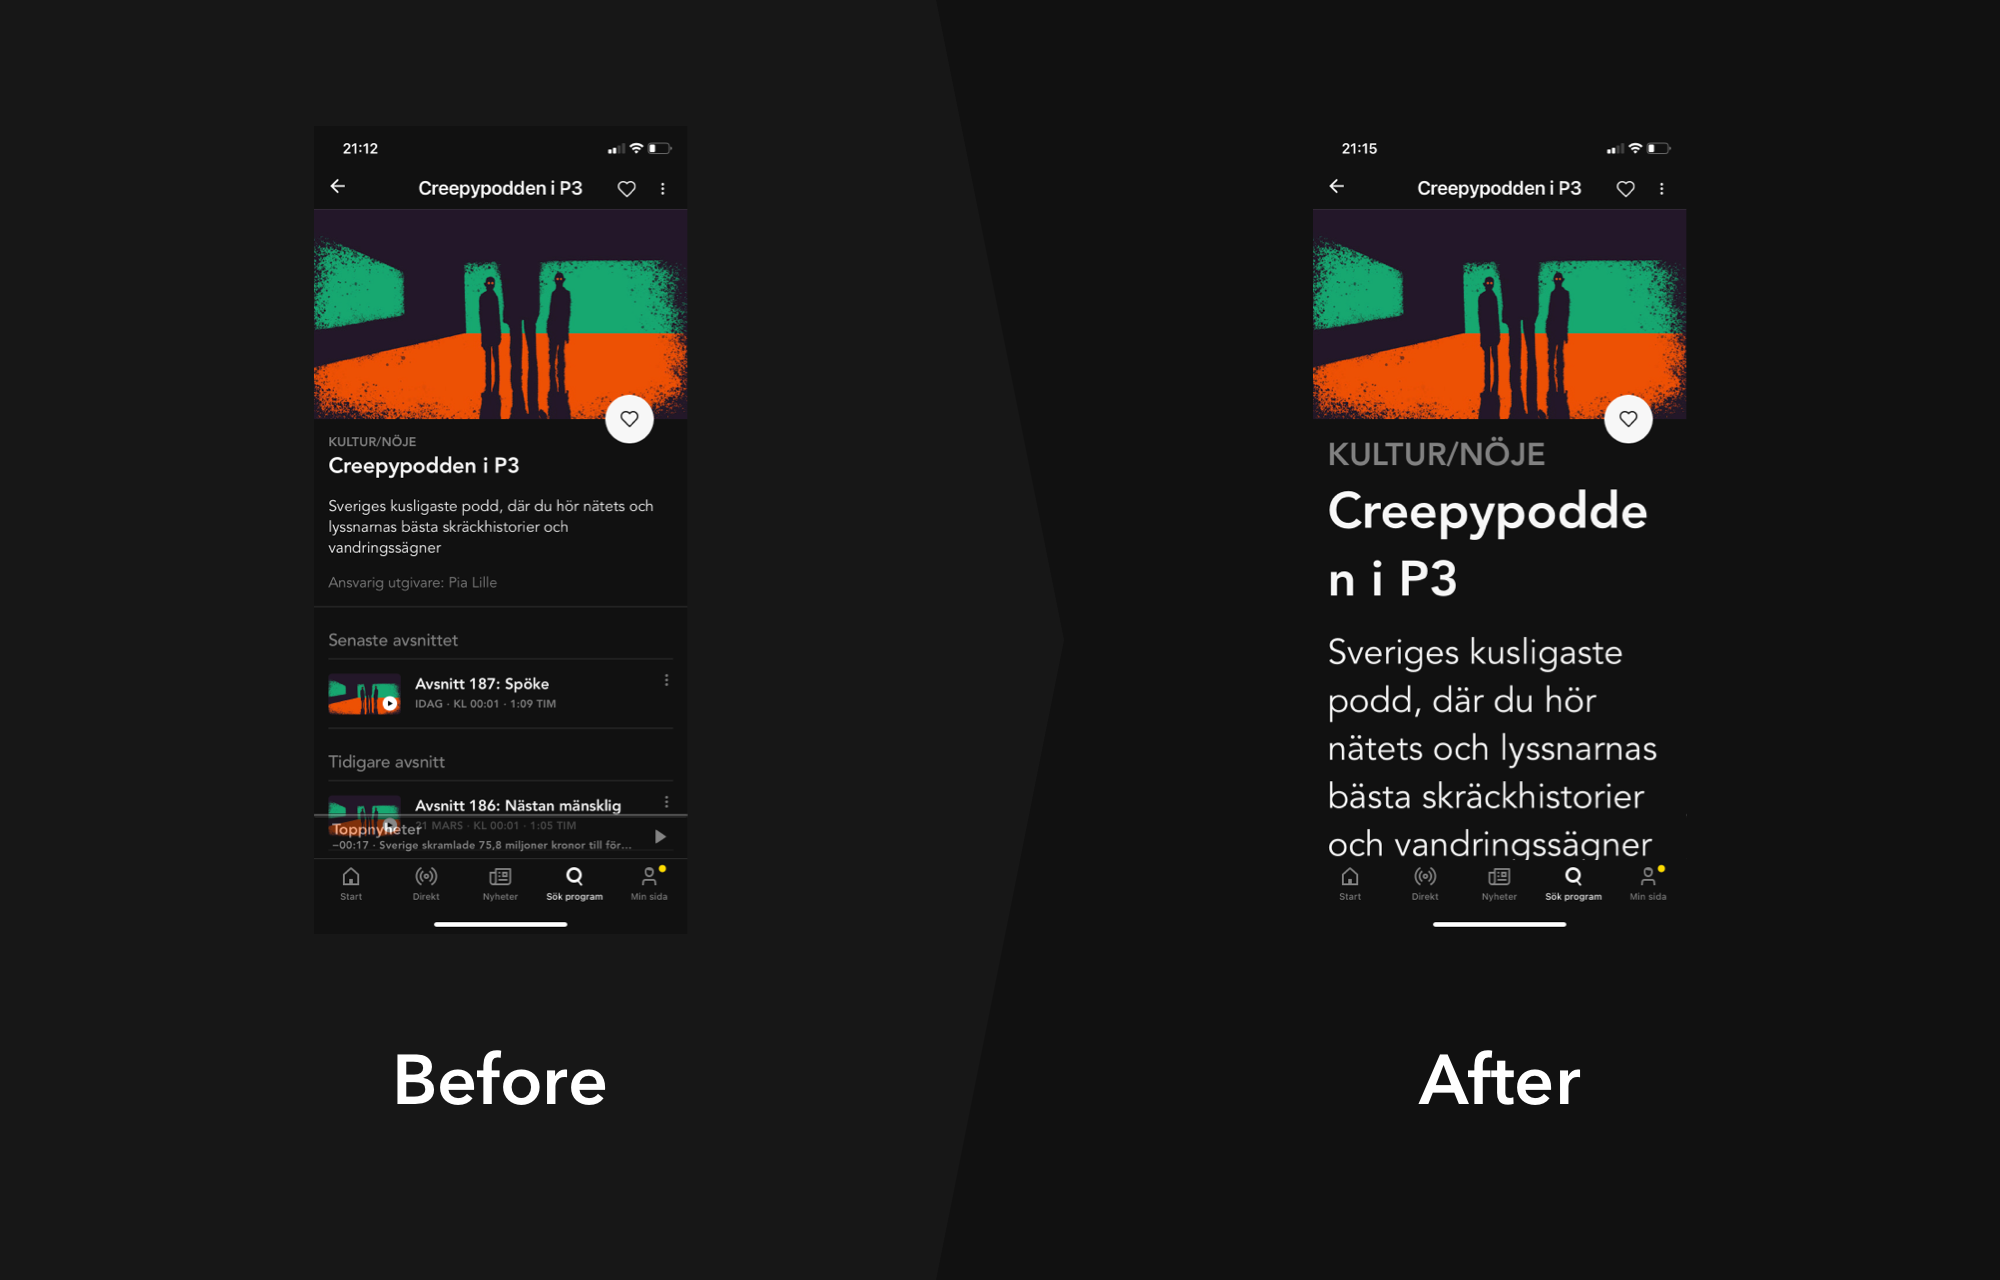 21:12
Creepypodden i P3
KULTUR/NÖJE
Creepypodden i P3
Sveriges kusligaste podd, där du hör nätets och
lyssnarnas bästa skräckhistorier och
vandringssägner
Ansvarig utgivare: Pia Lille
Senaste avsnittet
Avsnitt 187: Spöke
IDAG · KL 00:01 · 1:09 TIM
Tidigare avsnitt
Avsnitt 186: Nästan mänsklig
21 MARS · KL 00:01 · 1:05 TIM
Toppnyheter
−00:17 · Sverige skramlade 75,8 miljoner kronor till för...
Start
Direkt
Nyheter
Sök program
Min sida
Before
21:15
Creepypodden i P3
KULTUR/NÖJE
Creepypodde
n i P3
Sveriges kusligaste
podd, där du hör
nätets och lyssnarnas
bästa skräckhistorier
och vandringssägner
Start
Direkt
Nyheter
Sök program
Min sida
After